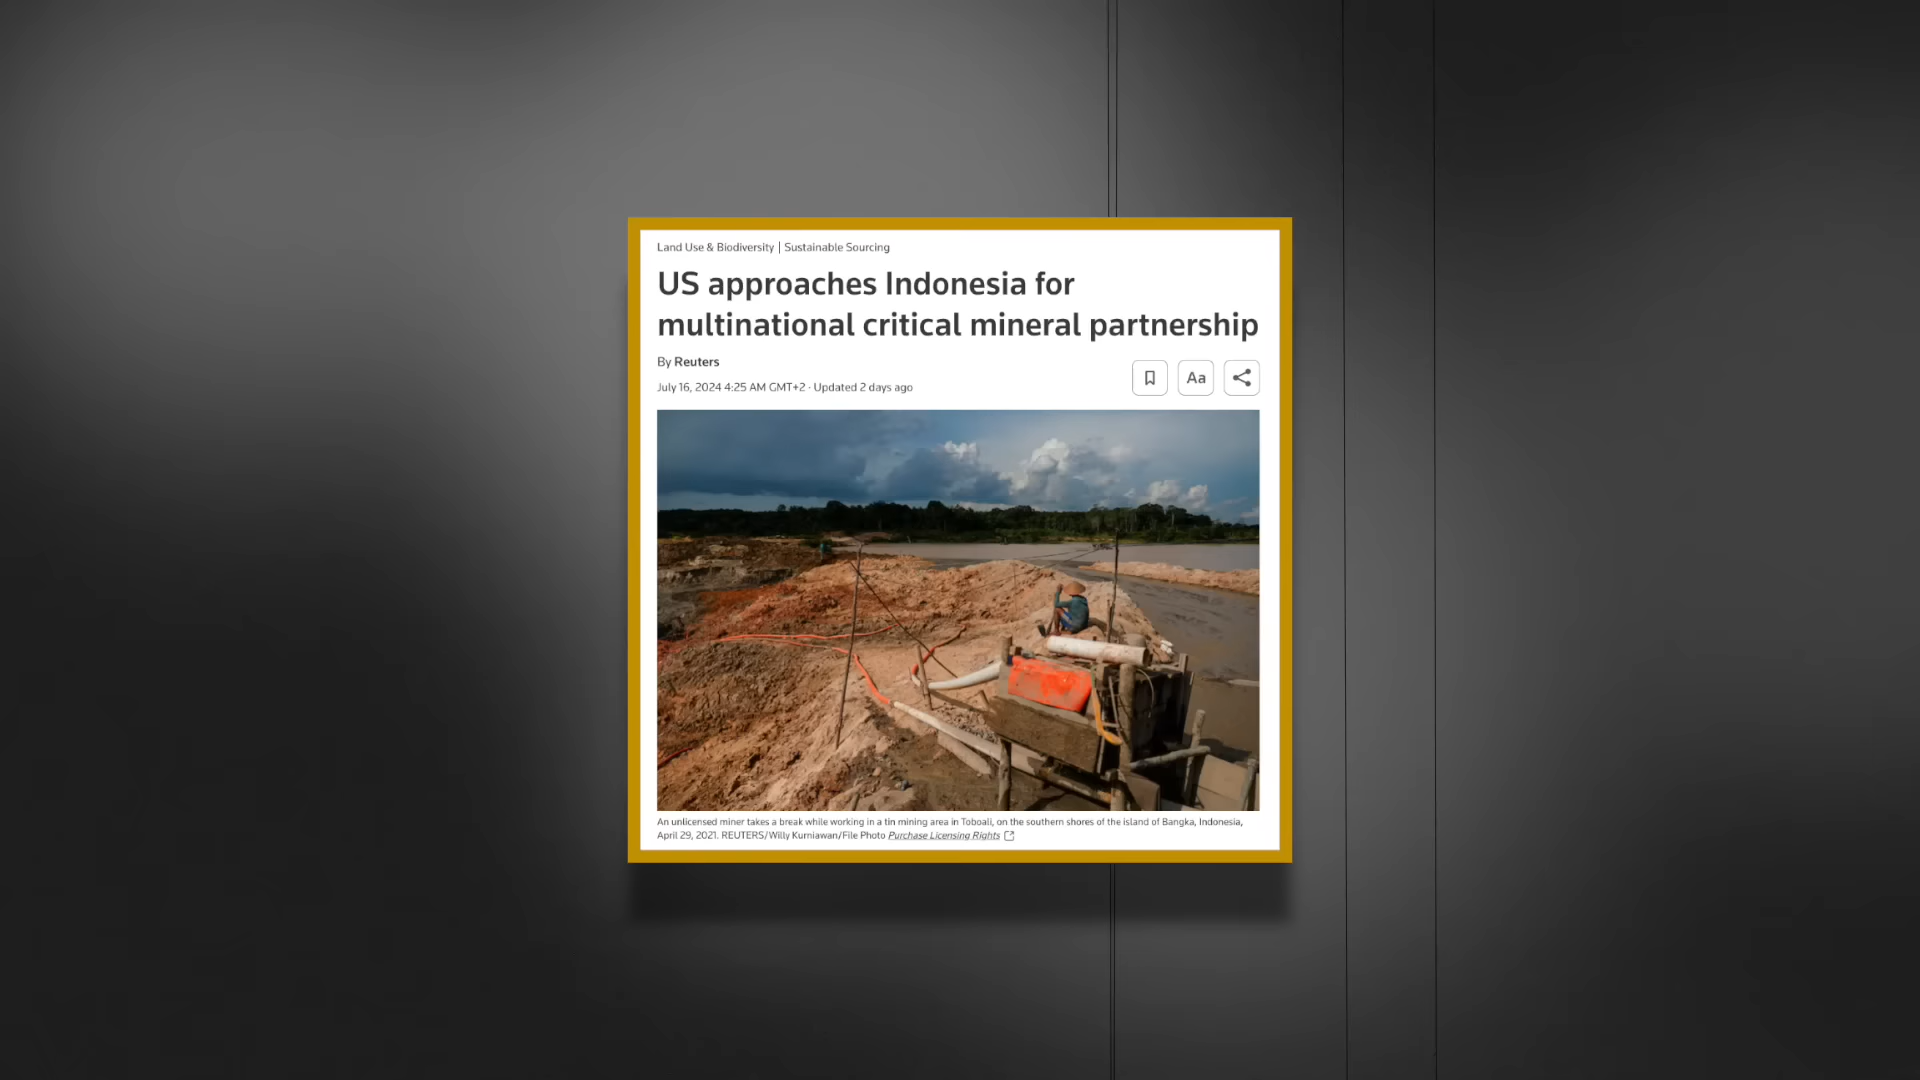 Land Use & Biodiversity | Sustainable Sourcing
US approaches Indonesia for
multinational critical mineral partnership
By Reuters
July 16, 2024 4:25 AM GMT+2 · Updated 2 days ago
Aa
An unlicensed miner takes a break while working in a tin mining area in Toboali, on the southern shores of the island of Bangka, Indonesia,
April 29, 2021. REUTERS/Willy Kurniawan/File Photo Purchase Licensing Rights